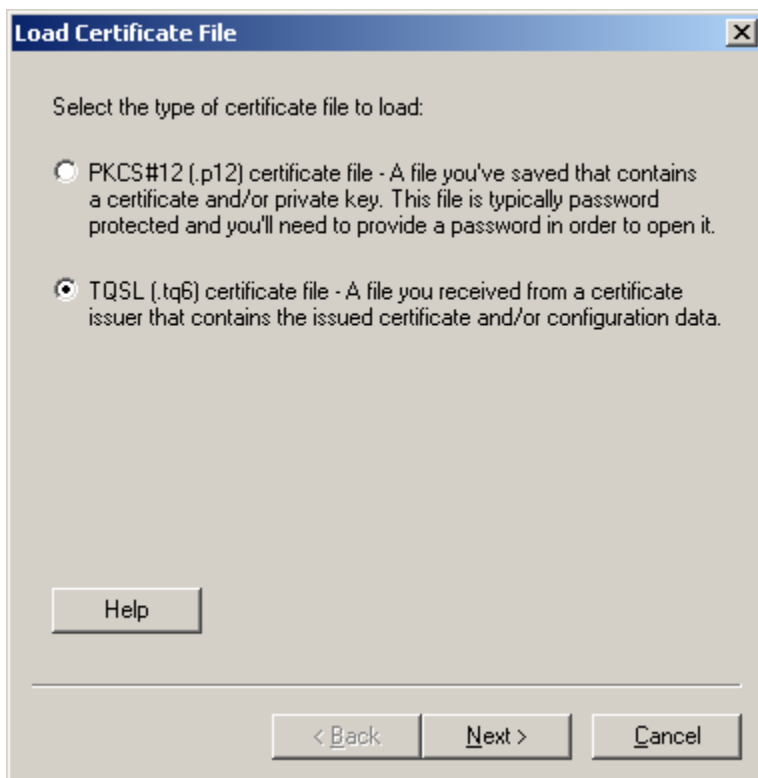 Load Certificate File
Select the type of certificate file to load:
PKCS#12 (.p12) certificate file - A file you've saved that contains
a certificate and/or private key. This file is typically password
protected and you'll need to provide a password in order to open it.
TQSL (.tq6) certificate file - A file you received from a certificate
issuer that contains the issued certificate and/or configuration data.
Help
< Back
Next >
Cancel